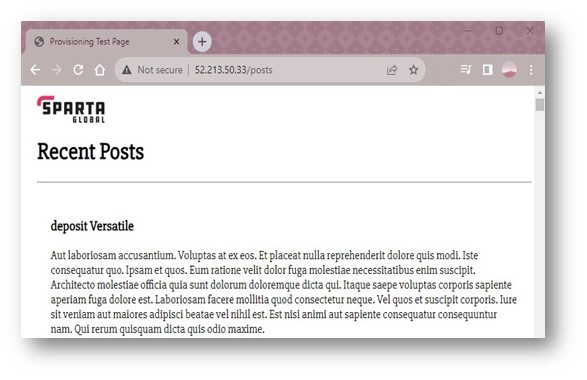 Provisioning Test Page
Not secure | 52.213.50.33/posts
SPARTA
GLOBAL
Recent Posts
deposit Versatile
Aut laboriosam accusantium. Voluptas at ex eos. Et placeat nulla reprehenderit dolore quis modi. Iste
consequatur quo. Ipsam et quos. Eum ratione velit dolor fuga molestiae necessitatibus enim suscipit.
Architecto molestiae officia quia sunt dolorum doloremque dicta qui. Itaque saepe voluptas corporis sapiente
aperiam fuga dolore est. Laboriosam facere mollitia quod consectetur neque. Vel quos et suscipit corporis. Iure
sit veniam aut maiores adipisci beatae vel nihil est. Est nisi animi aut sapiente consequatur consequuntur
nam. Qui rerum quisquam dicta quis odio maxime.